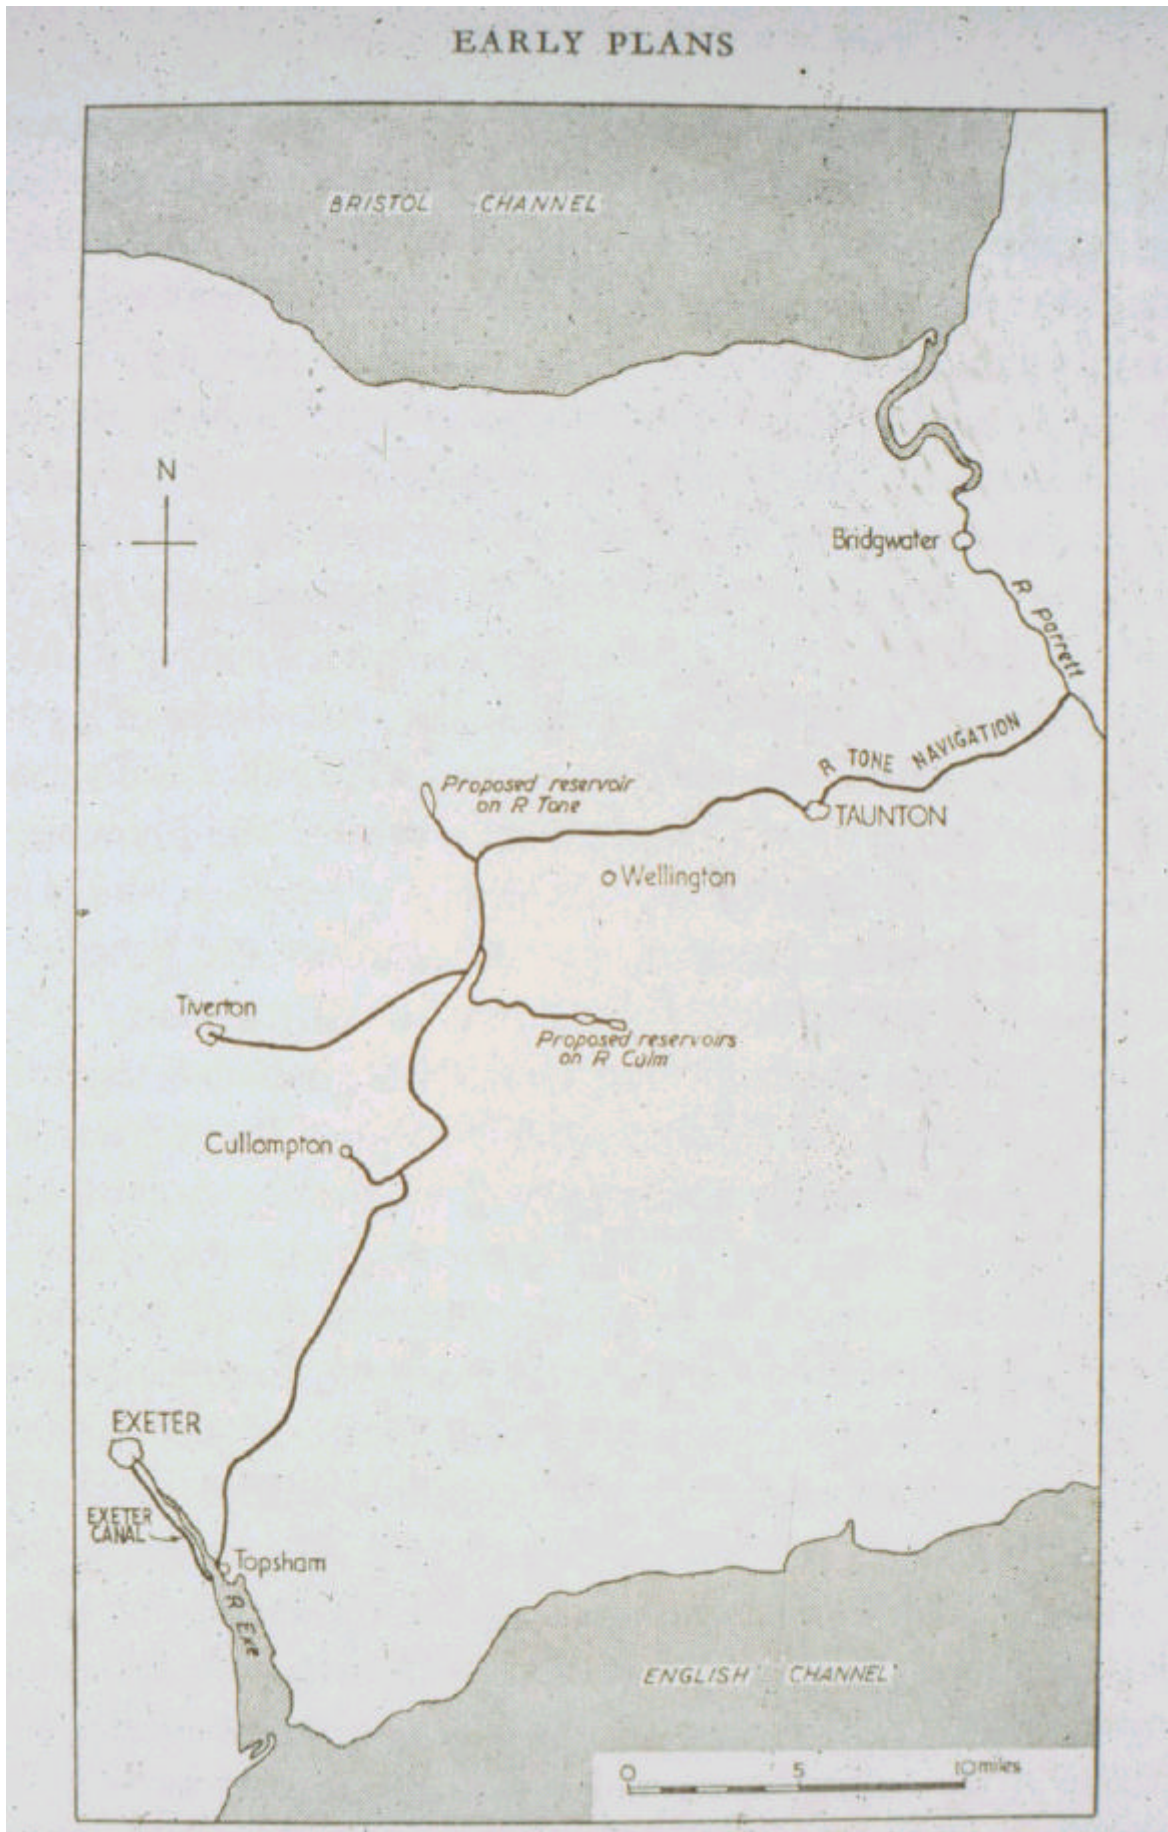 EARLY PLANS
BRISTOL CHANNEL
N
Bridgwater
R Parrett
R TONE NAVIGATION
Proposed reservoir
on R Tone
TAUNTON
Wellington
Tiverton
Proposed reservoirs
on R Culm
Cullompton
EXETER
EXETER
CANAL
Topsham
R Exe
ENGLISH CHANNEL
0 5 10 miles